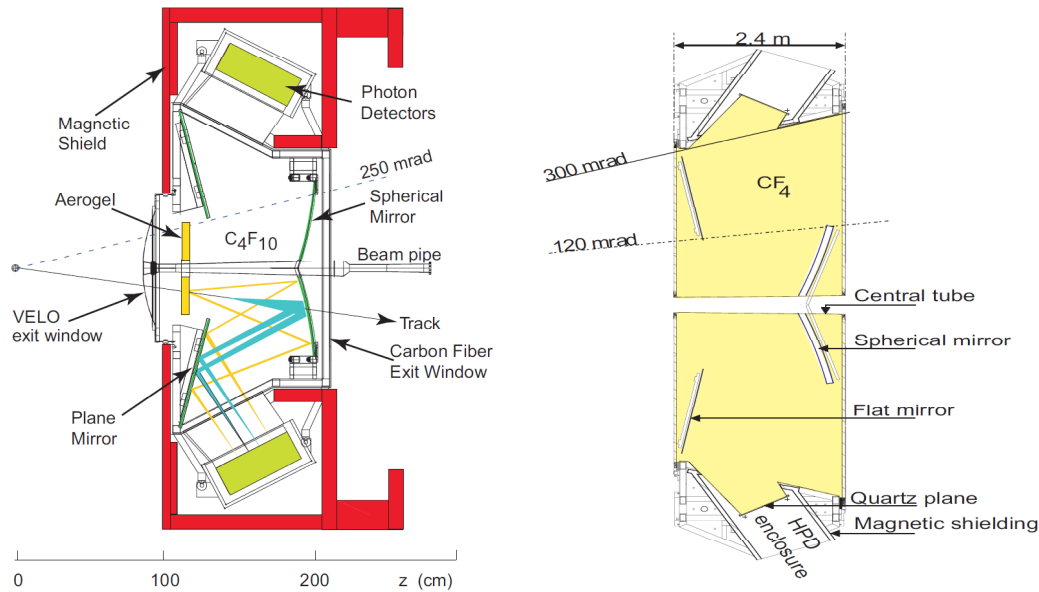 Magnetic
Shield
Aerogel
VELO
exit window
Plane
Mirror
C4F10
250 mrad
Photon
Detectors
Spherical
Mirror
Beam pipe
Track
Carbon Fiber
Exit Window
0
100
200
z (cm)
2.4 m
300 mrad
CF4
120 mrad
Central tube
Spherical mirror
Flat mirror
Quartz plane
Magnetic shielding
HPD
enclosure